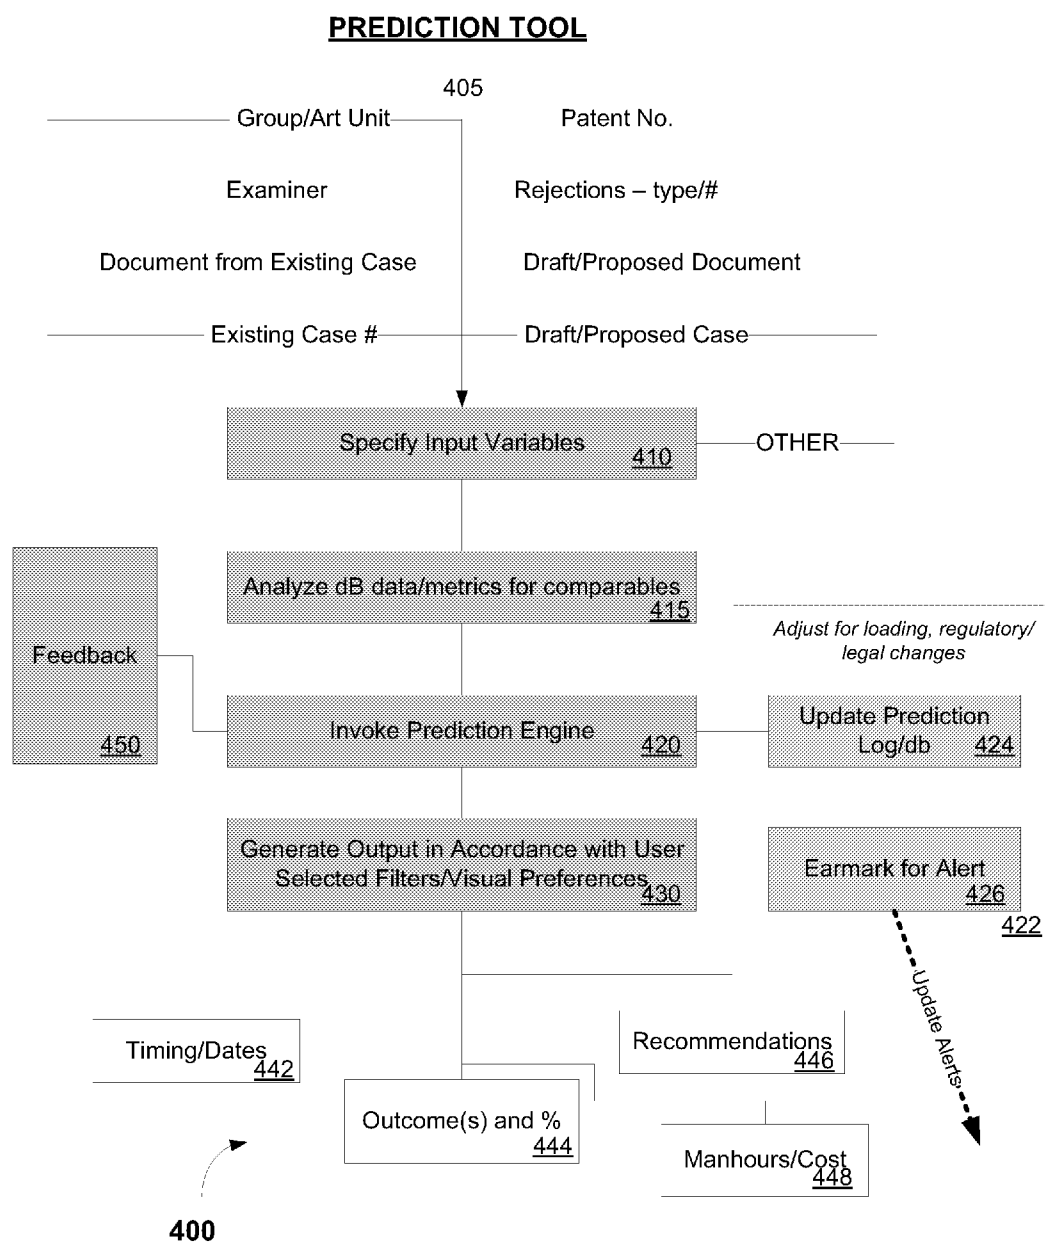 PREDICTION TOOL
405
Group/Art Unit
Patent No.
Examiner
Rejections – type/#
Document from Existing Case
Draft/Proposed Document
Existing Case #
Draft/Proposed Case
Specify Input Variables
410
OTHER
Analyze dB data/metrics for comparables
415
Adjust for loading, regulatory/
legal changes
Feedback
450
Invoke Prediction Engine
420
Update Prediction
Log/db
424
Generate Output in Accordance with User
Selected Filters/Visual Preferences
430
Earmark for Alert
426
422
Update Alerts
Timing/Dates
442
Recommendations
446
Outcome(s) and %
444
Manhours/Cost
448
400